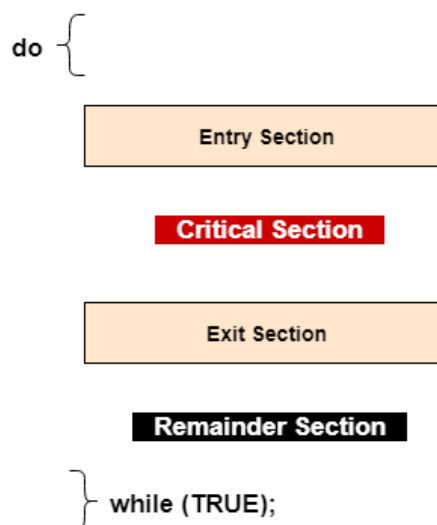 do {
Entry Section
Critical Section
Exit Section
Remainder Section
} while (TRUE);